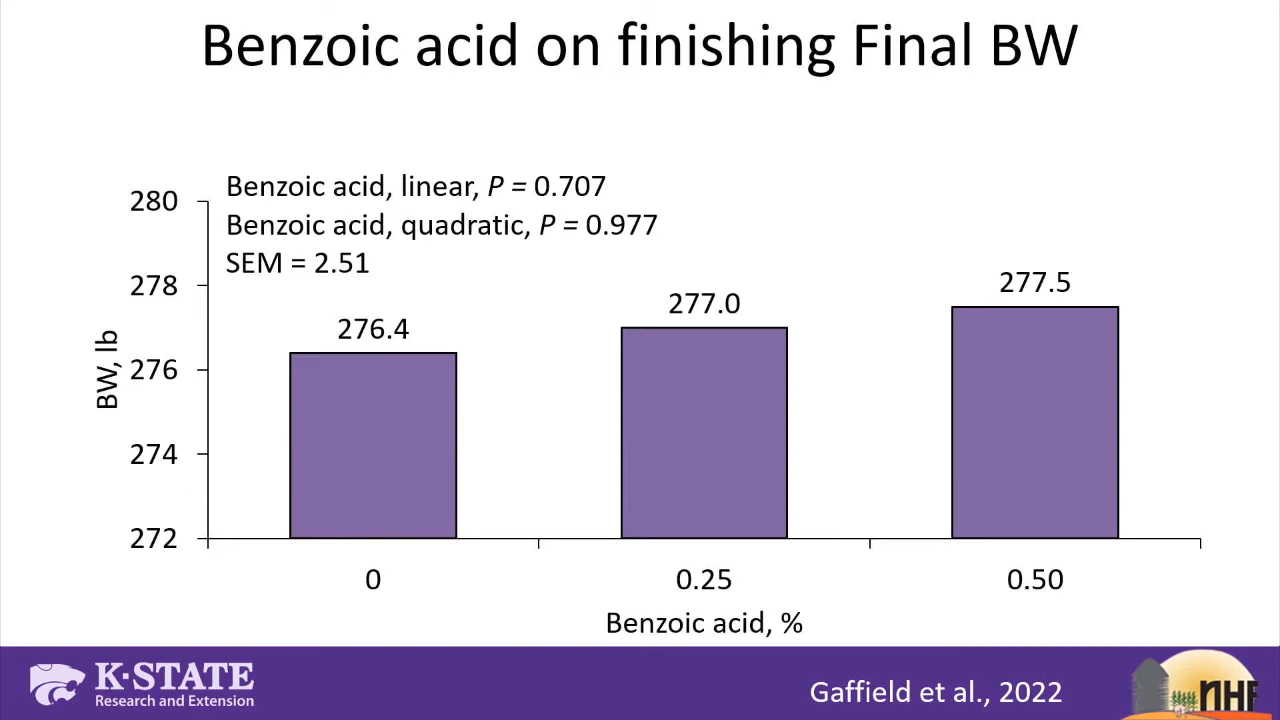 Benzoic acid on finishing Final BW
Benzoic acid, linear, P = 0.707
Benzoic acid, quadratic, P = 0.977
SEM = 2.51
280
278
276
274
272
BW, lb
276.4
277.0
277.5
0
0.25
0.50
Benzoic acid, %
K-STATE
Research and Extension
Gaffield et al., 2022
NHF